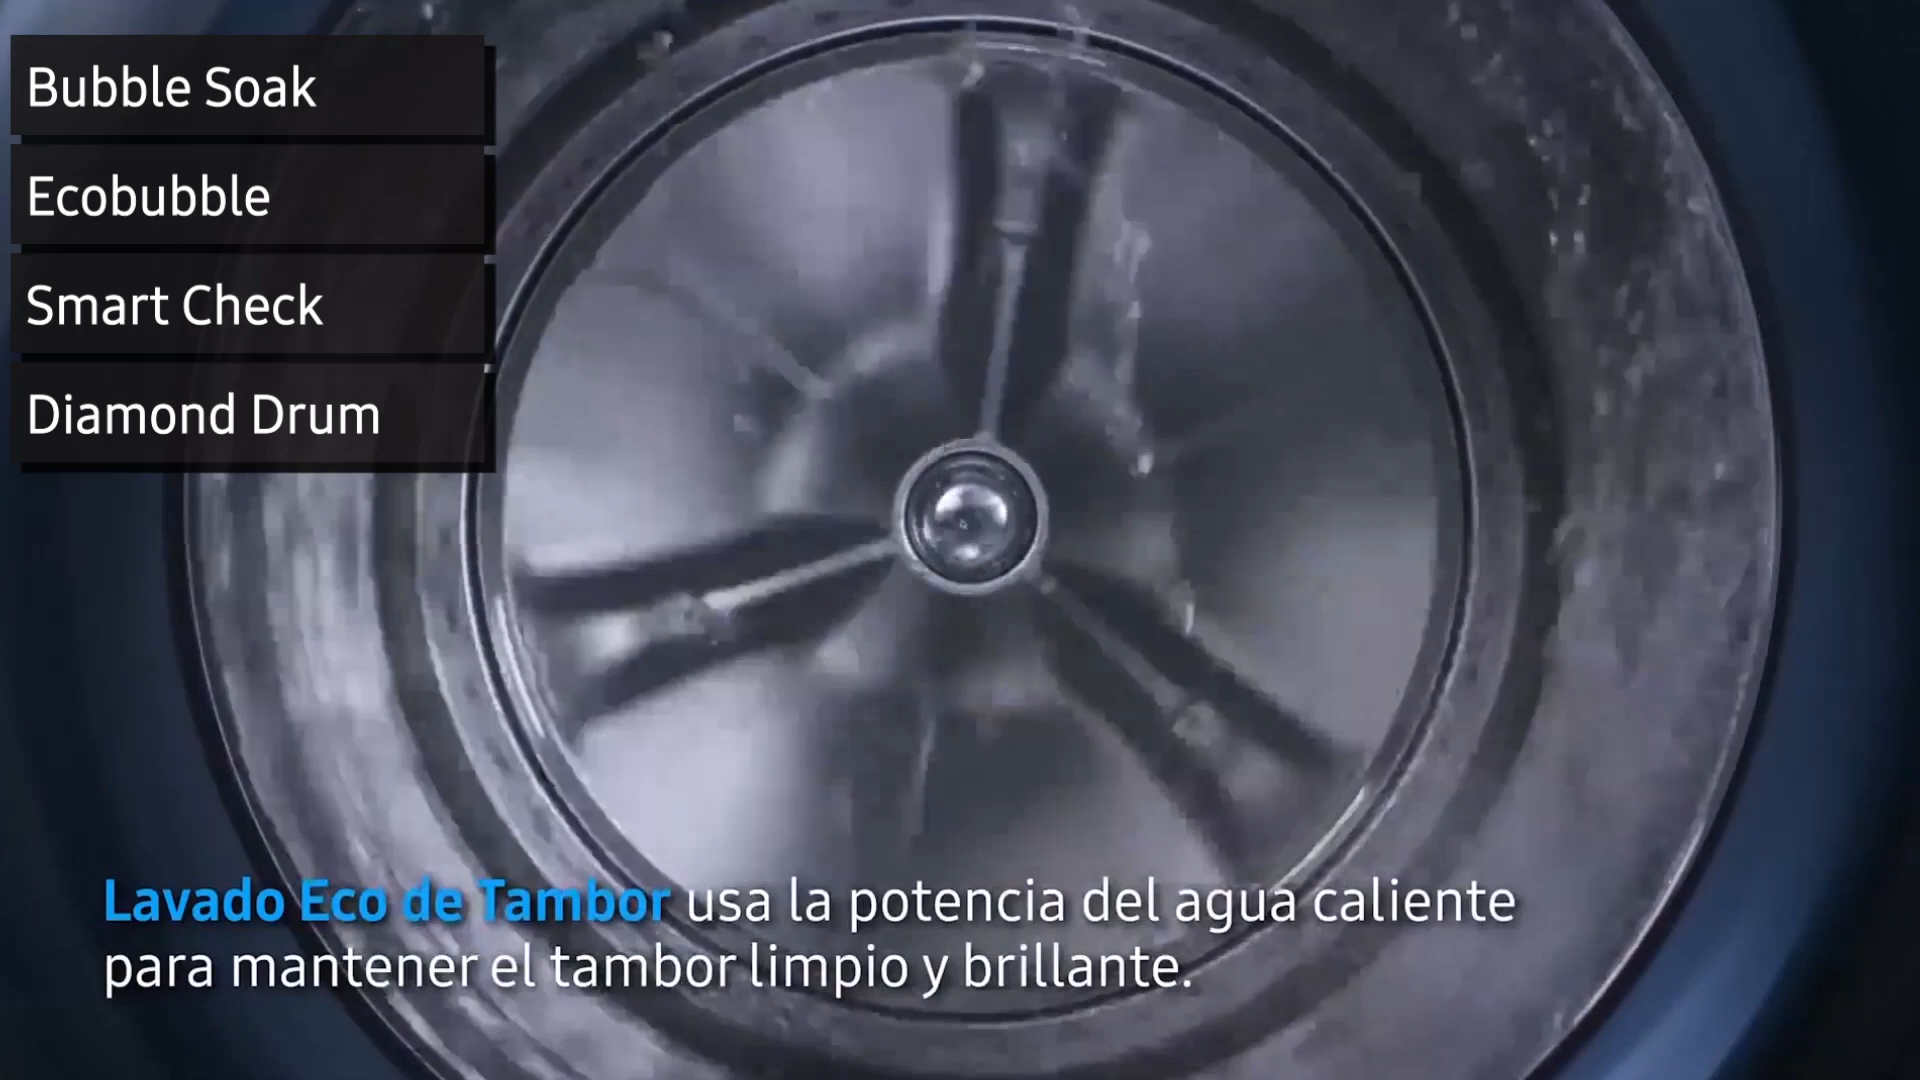 Bubble Soak
Ecobubble
Smart Check
Diamond Drum
Lavado Eco de Tambor usa la potencia del agua caliente
para mantener el tambor limpio y brillante.